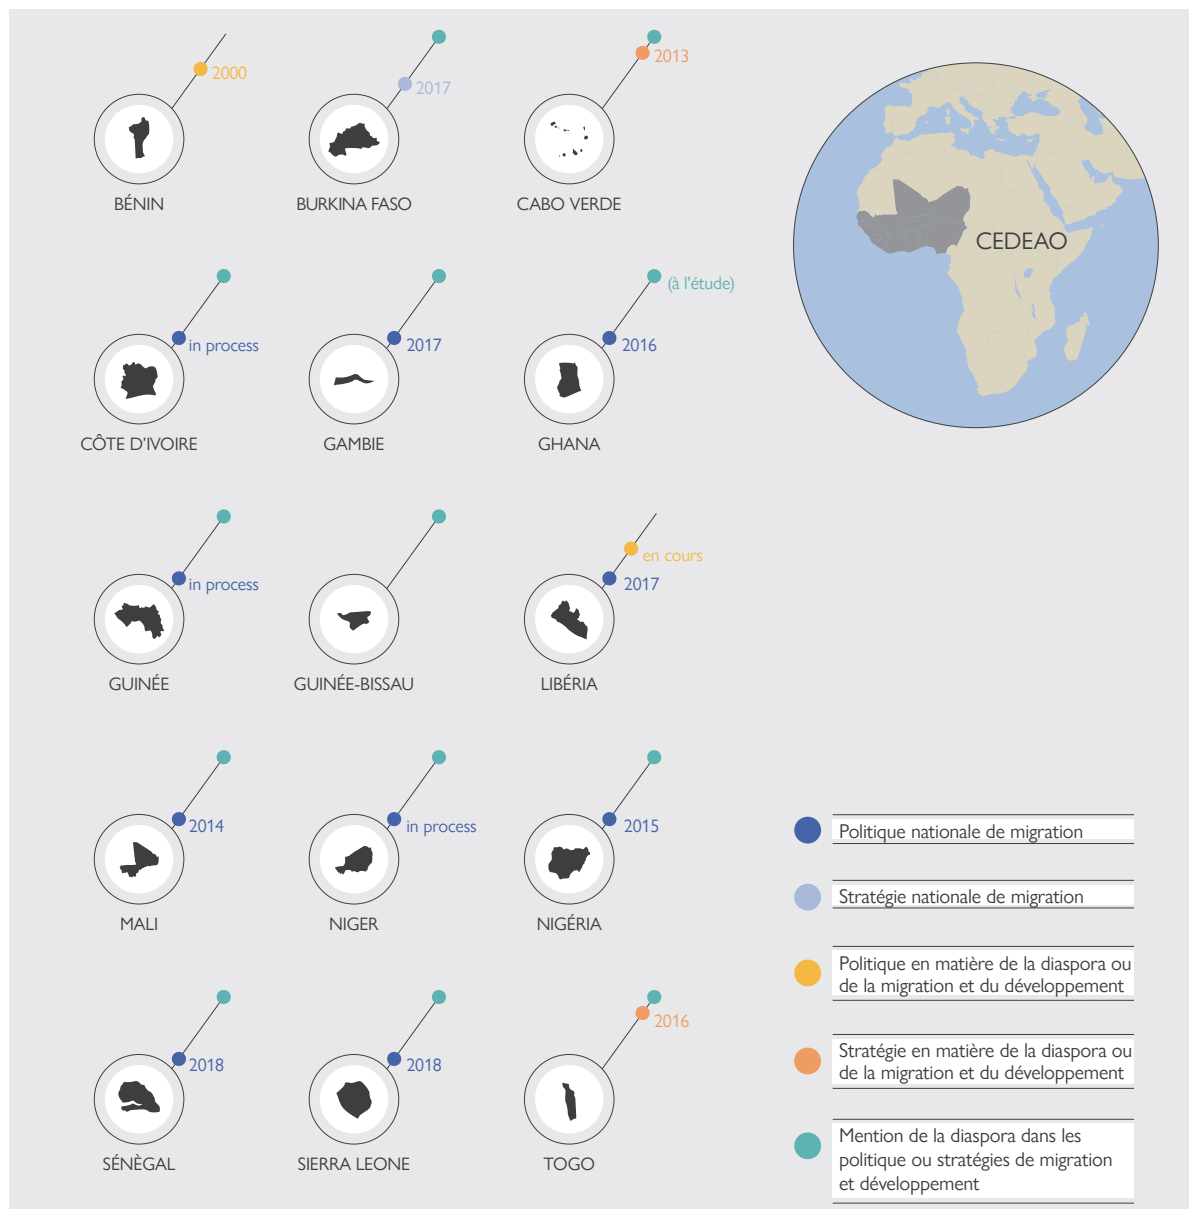 2000
BÉNIN
2017
BURKINA FASO
2013
CABO VERDE
CEDEAO
in process
CÔTE D'IVOIRE
2017
GAMBIE
(à l'étude)
2016
GHANA
in process
GUINÉE
GUINÉE-BISSAU
en cours
2017
LIBÉRIA
2014
MALI
in process
NIGER
2015
NIGÉRIA
2018
SÉNÈGAL
2018
SIERRA LEONE
2016
TOGO
Politique nationale de migration
Stratégie nationale de migration
Politique en matière de la diaspora ou
de la migration et du développement
Stratégie en matière de la diaspora ou
de la migration et du développement
Mention de la diaspora dans les
politique ou stratégies de migration
et développement